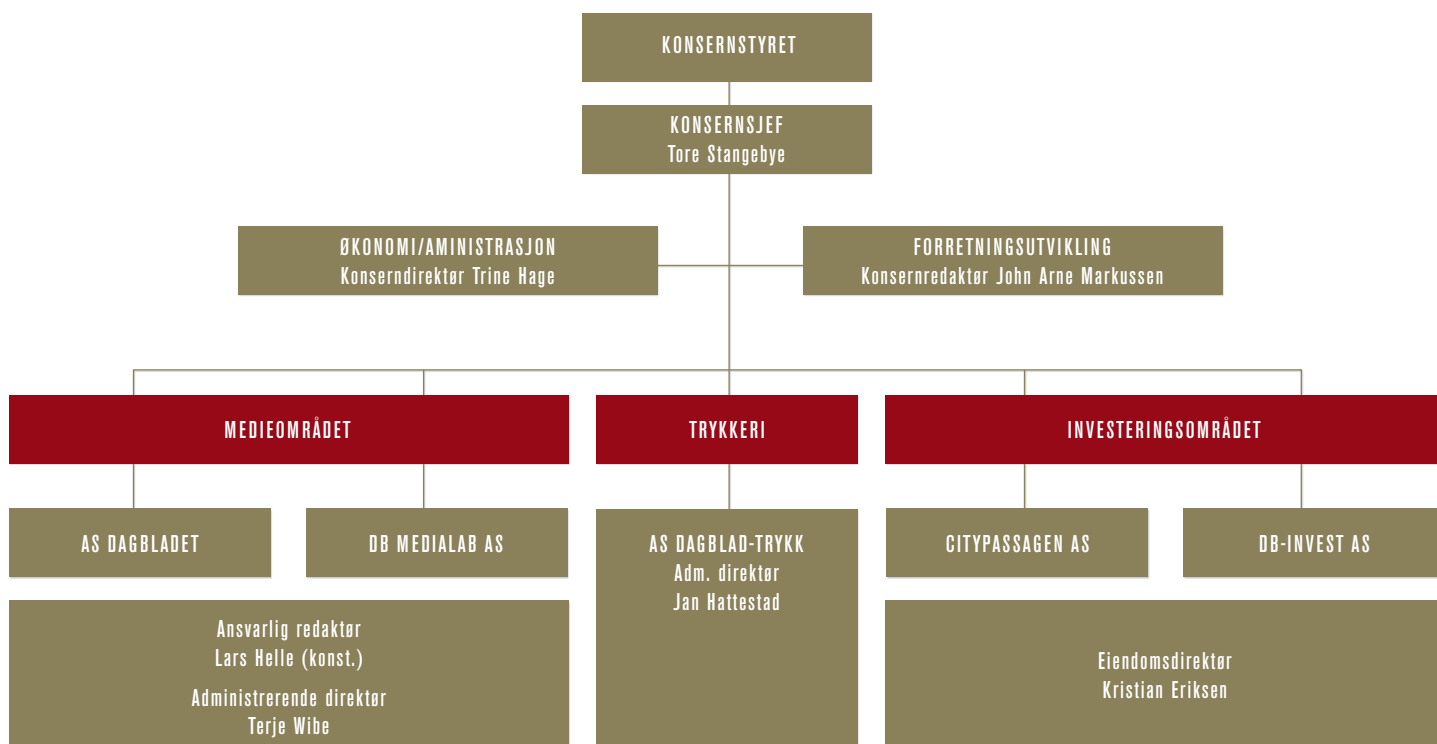 KONSERNSTYRET
KONSERNSJEF
Tore Stangebye
ØKONOMI/AMINISTRASJON
Konserndirektør Trine Hage
FORRETNINGSUTVIKLING
Konsernredaktør John Arne Markussen
MEDIEOMRÅDET
TRYKKERI
INVESTERINGSOMRÅDET
AS DAGBLADET
DB MEDIALAB AS
AS DAGBLAD-TRYKK
Adm. direktør
Jan Hattestad
CITYPASSAGEN AS
DB-INVEST AS
Ansvarlig redaktør
Lars Helle (konst.)
Administrerende direktør
Terje Wibe
Eiendomsdirektør
Kristian Eriksen